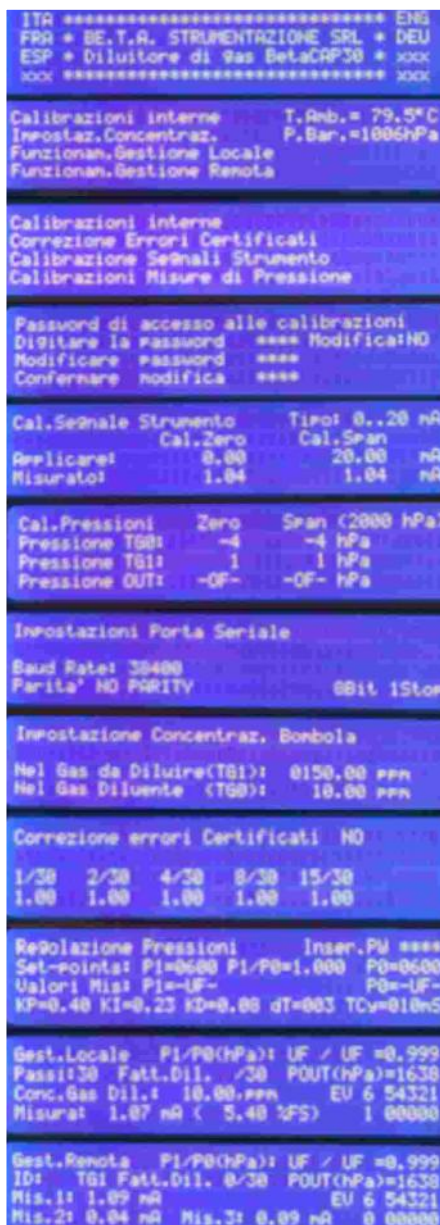 ITA ******************************* ENG
FRA * BE.T.A. STRUMENTAZIONE SRL * DEU
ESP * Diluitore di gas BetaCAP30 * xxx
xxx ******************************* xxx
Calibrazioni interne T.Amb.= 79.5°C
Impostaz.Concentraz. P.Bar.=1006hPa
Funzionam.Gestione Locale
Funzionam.Gestione Remota
Calibrazioni interne
Correzione Errori Certificati
Calibrazione Segnali Strumento
Calibrazioni Misure di Pressione
Password di accesso alle calibrazioni
Digitare la password **** Modifica:NO
Modificare password ****
Confermare modifica ****
Cal.Segnale Strumento Tipo: 0..20 mA
Cal.Zero Cal.Span
Applicare: 0.00 20.00 mA
Misurato: 1.04 1.04 mA
Cal.Pressioni Zero Span (2000 hPa)
Pressione TG0: -4 -4 hPa
Pressione TG1: 1 1 hPa
Pressione OUT: -OF- -OF- hPa
Impostazioni Porta Seriale
Baud Rate: 38400
Parita' NO PARITY 8Bit 1Stop
Impostazione Concentraz. Bombola
Nel Gas da Diluire(TG1): 0150.00 ppm
Nel Gas Diluente (TG0): 10.00 ppm
Correzione errori Certificati NO
1/30 2/30 4/30 8/30 15/30
1.00 1.00 1.00 1.00 1.00
Regolazione Pressioni Inser.PW ****
Set-points: P1=0600 P1/P0=1.000 P0=0600
Valori Mis: P1=-UF- P0=-UF-
KP=0.40 KI=0.23 KD=0.08 dT=003 TCy=010mS
Gest.Locale P1/P0(hPa): UF / UF =0.999
Passi:30 Fatt.Dil. /30 POUT(hPa)=1638
Conc.Gas Dil.: 10.00.ppm EV 6 54321
Misura: 1.07 mA ( 5.40 %FS) 1 00000
Gest.Remota P1/P0(hPa): UF / UF =0.999
ID: TG1 Fatt.Dil. 0/30 POUT(hPa)=1638
Mis.1: 1.09 mA EV 6 54321
Mis.2: 0.04 mA Mis.3: 0.09 mA 0 00000